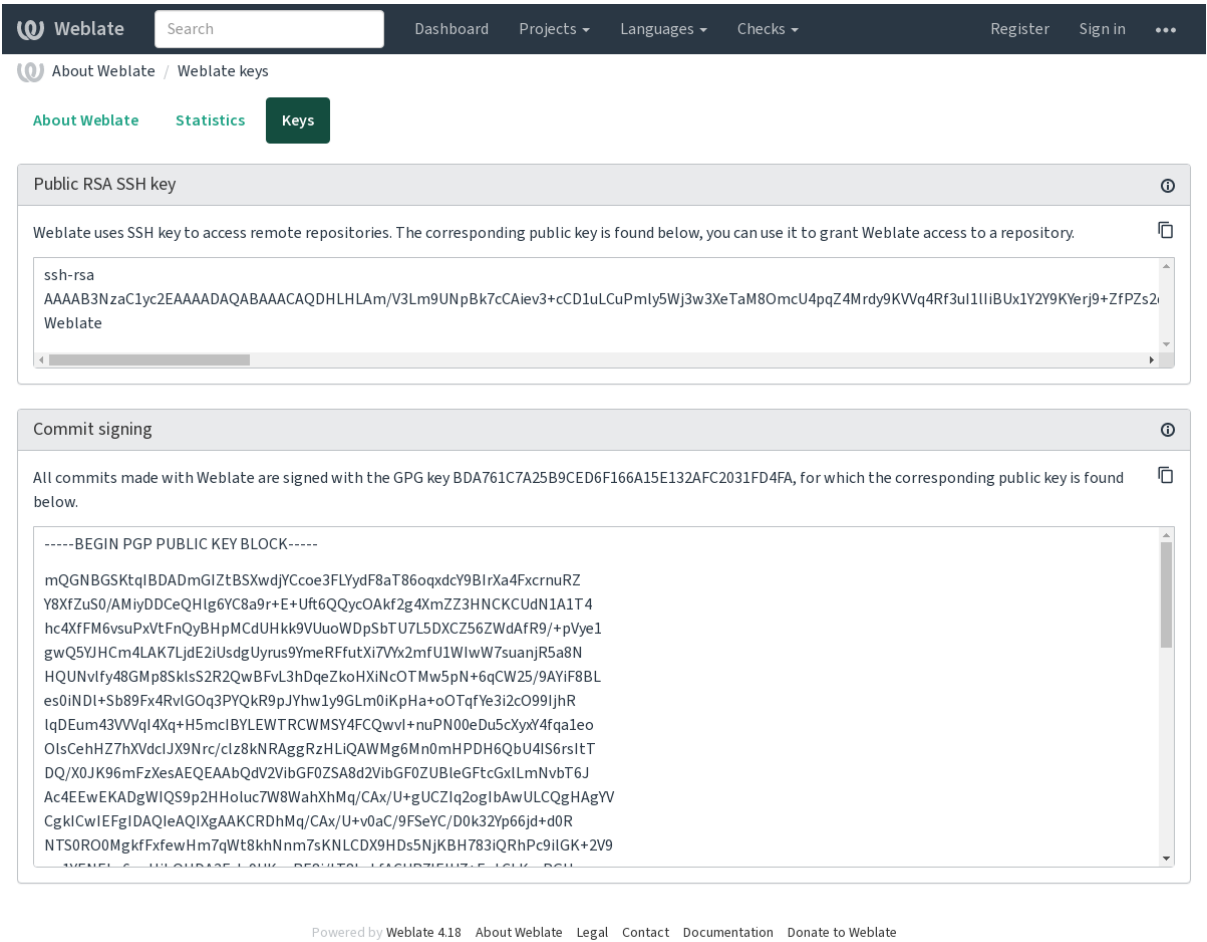 Weblate Search Dashboard Projects Languages Checks Register Sign in
About Weblate / Weblate keys
About Weblate Statistics Keys
Public RSA SSH key
Weblate uses SSH key to access remote repositories. The corresponding public key is found below, you can use it to grant Weblate access to a repository.
ssh-rsa
AAAAB3NzaC1yc2EAAAADAQABAAACAQDHLHLAm/V3Lm9UNpBk7cCAiev3+cCD1uLCuPmly5Wj3w3XeTaM8OmcU4pqZ4Mrdy9KVVq4Rf3uI1lIiBUx1Y2Y9KYerj9+ZfPZs2
Weblate
Commit signing
All commits made with Weblate are signed with the GPG key BDA761C7A25B9CED6F166A15E132AFC2031FD4FA, for which the corresponding public key is found
below.
-----BEGIN PGP PUBLIC KEY BLOCK-----
mQGNBGSKtqIBDADmGIZtBSXwdjYCcoe3FLYydF8aT86oqxdcY9BIrXa4FxcrnuRZ
Y8XfZuS0/AMiyDDCeQHlg6YC8a9r+E+Uft6QQycOAkf2g4XmZZ3HNCKCUdN1A1T4
hc4XfFM6vsuPxVtFnQyBHpMCdUHkk9VUuoWDpSbTU7L5DXCZ56ZWdAfR9/+pVye1
gwQ5YJHCm4LAK7LjdE2iUsdgUyrus9YmeRFfutXi7VYx2mfU1WIwW7suanjR5a8N
HQUNvlfy48GMp8SklsS2R2QwBFvL3hDqeZkoHXiNcOTMw5pN+6qCW25/9AYiF8BL
es0iNDl+Sb89Fx4RvlGOq3PYQkR9pJYhw1y9GLm0iKpHa+oOTqfYe3i2cO99IjhR
lqDEum43VVVqI4Xq+H5mcIBYLEWTRCWMSY4FCQwvI+nuPN00eDu5cXyxY4fqa1eo
OlsCehHZ7hXVdcIJX9Nrc/clz8kNRAggRzHLiQAWMg6Mn0mHPDH6QbU4IS6rsItT
DQ/X0JK96mFzXesAEQEAAbQdV2VibGF0ZSA8d2VibGF0ZUBleGFtcGxlLmNvbT6J
Ac4EEwEKADgWIQS9p2HHoluc7W8WahXhMq/CAx/U+gUCZIq2ogIbAwULCQgHAgYV
CgkICwIEFgIDAQIeAQIXgAAKCRDhMq/CAx/U+v0aC/9FSeYC/D0k32Yp66jd+d0R
NTS0RO0MgkfFxfewHm7qWt8khNnm7sKNLCDX9HDs5NjKBH783iQRhPc9ilGK+2V9
Powered by Weblate 4.18 About Weblate Legal Contact Documentation Donate to Weblate